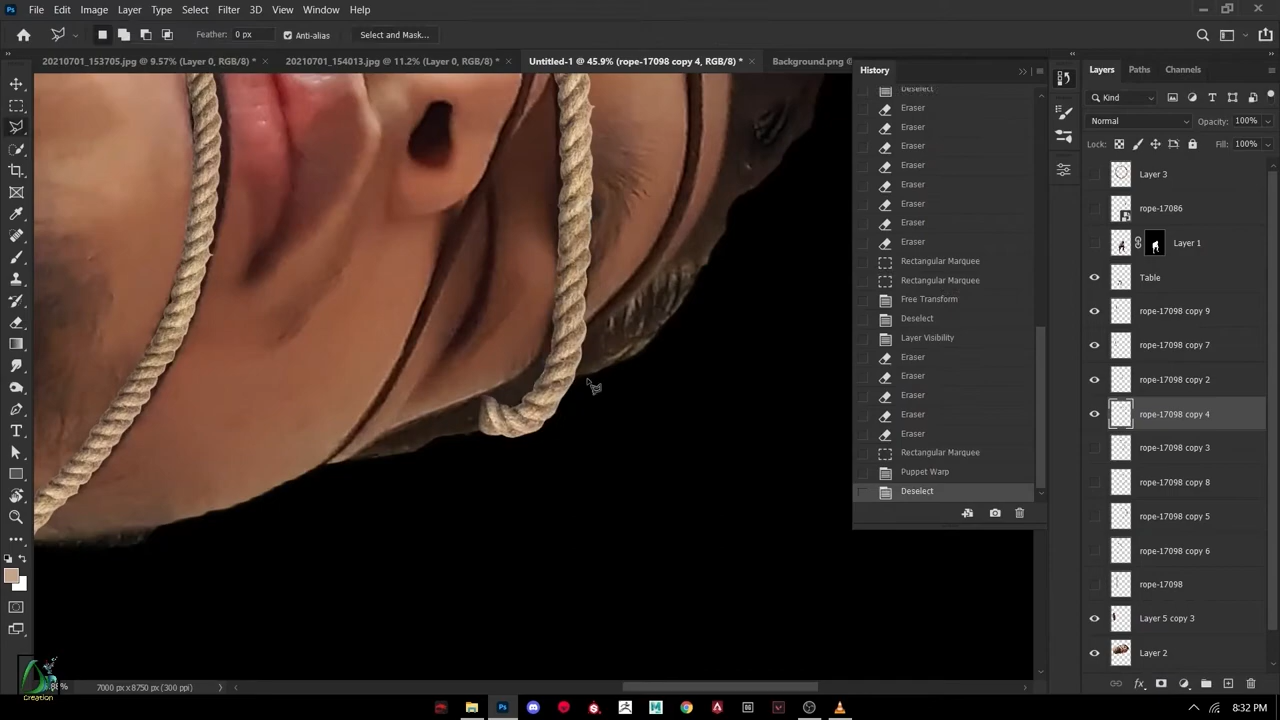 Ps File Edit Image Layer Type Select Filter 3D View Window Help
Feather: 0 px Anti-alias Select and Mask...
20210701_153705.jpg @ 9.57% (Layer 0, RGB/8) * 20210701_154013.jpg @ 11.2% (Layer 0, RGB/8) * Untitled-1 @ 45.9% (rope-17098 copy 4, RGB/8) * Background.png @
History
Deselect
Eraser
Eraser
Eraser
Eraser
Eraser
Eraser
Eraser
Eraser
Rectangular Marquee
Rectangular Marquee
Free Transform
Deselect
Layer Visibility
Eraser
Eraser
Eraser
Eraser
Eraser
Rectangular Marquee
Puppet Warp
Deselect
Layers Paths Channels
Kind
Normal Opacity: 100%
Lock: Fill: 100%
Layer 3
rope-17086
Layer 1
Table
rope-17098 copy 9
rope-17098 copy 7
rope-17098 copy 2
rope-17098 copy 4
rope-17098 copy 3
rope-17098 copy 8
rope-17098 copy 5
rope-17098 copy 6
rope-17098
Layer 5 copy 3
Layer 2
fx
7000 px x 8750 px (300 ppi)
Creation
8:32 PM